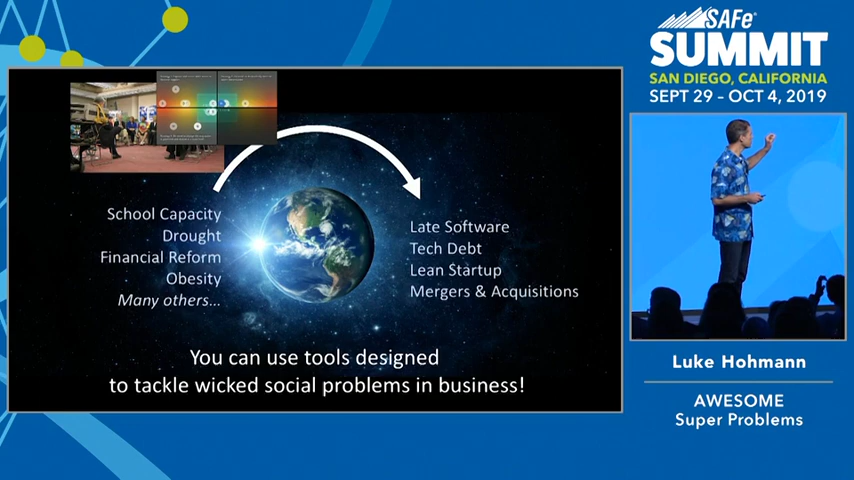 School Capacity
Drought
Financial Reform
Obesity
Many others...
Late Software
Tech Debt
Lean Startup
Mergers & Acquisitions
You can use tools designed
to tackle wicked social problems in business!
SAFe®
SUMMIT
SAN DIEGO, CALIFORNIA
SEPT 29 – OCT 4, 2019
Luke Hohmann
AWESOME
Super Problems